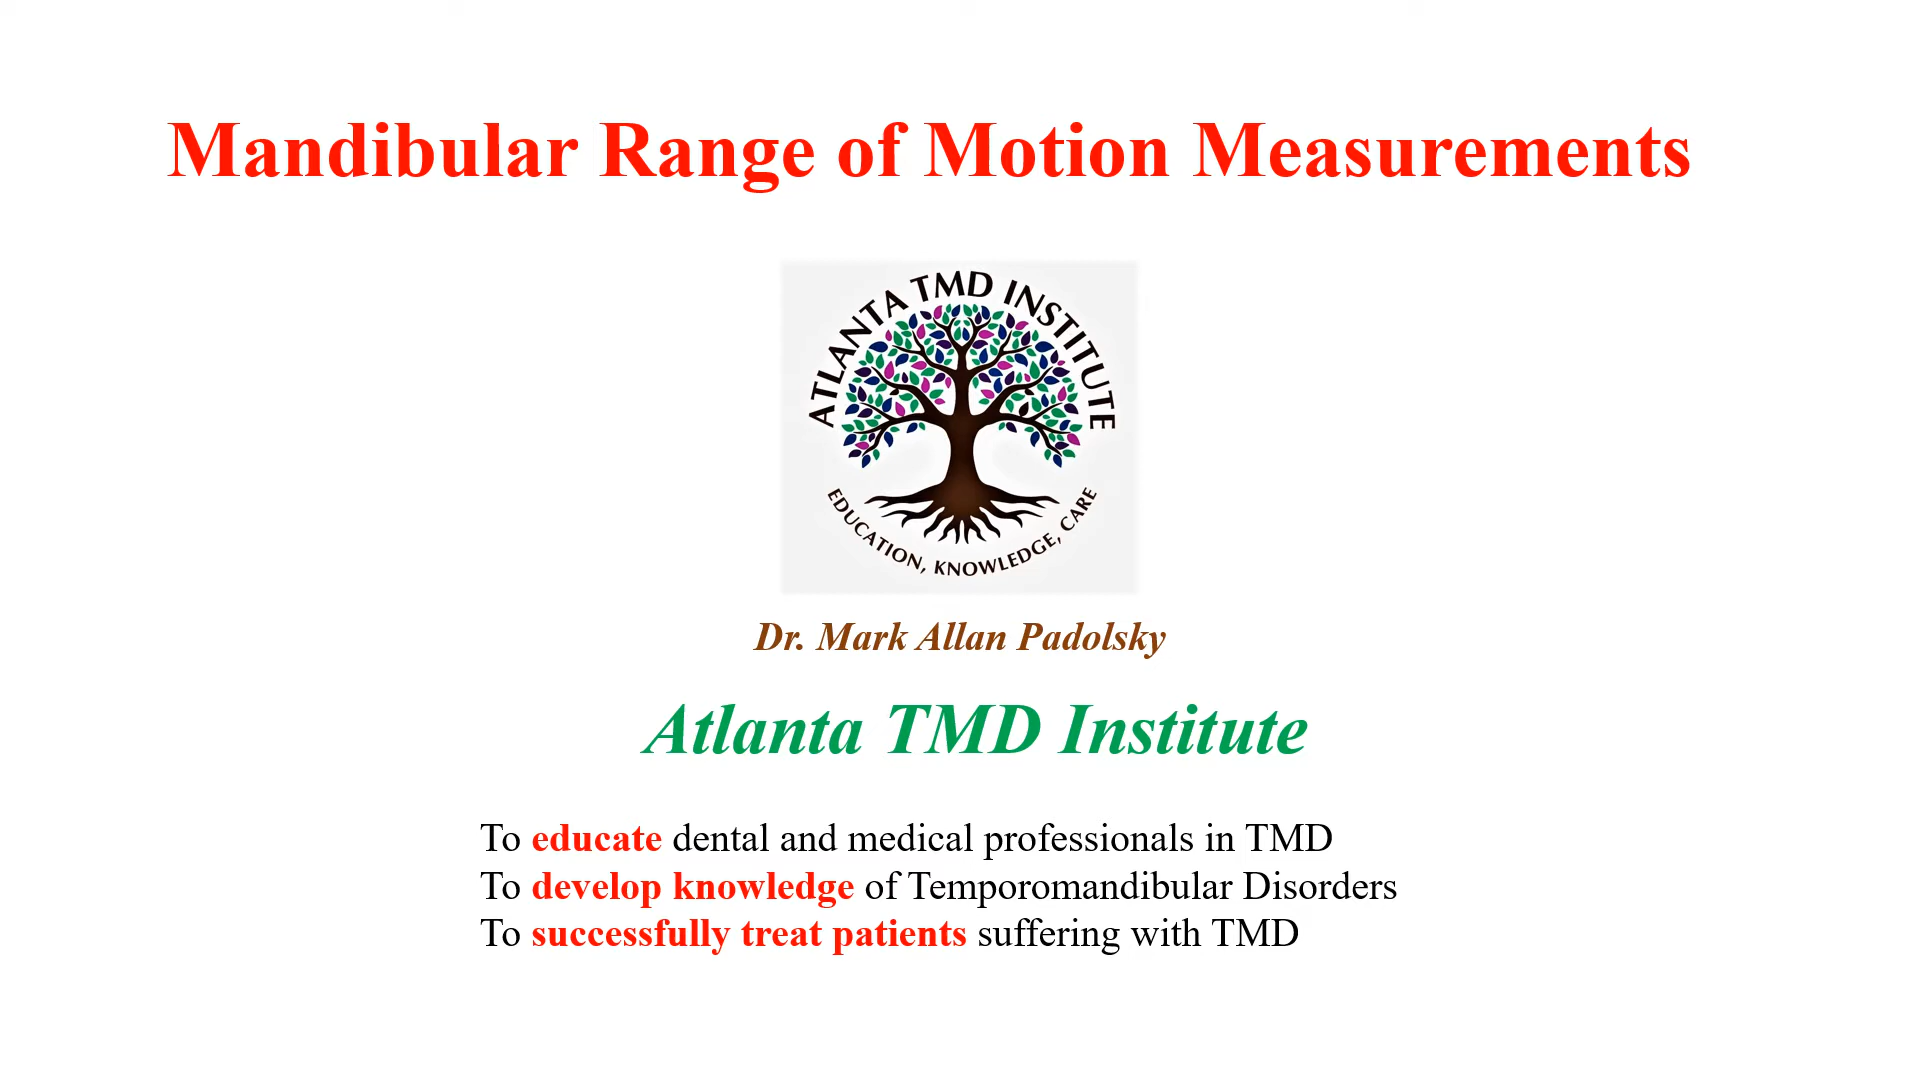 Mandibular Range of Motion Measurements
ATLANTA TMD INSTITUTE
EDUCATION, KNOWLEDGE, CARE
Dr. Mark Allan Padolsky
Atlanta TMD Institute
To educate dental and medical professionals in TMD
To develop knowledge of Temporomandibular Disorders
To successfully treat patients suffering with TMD